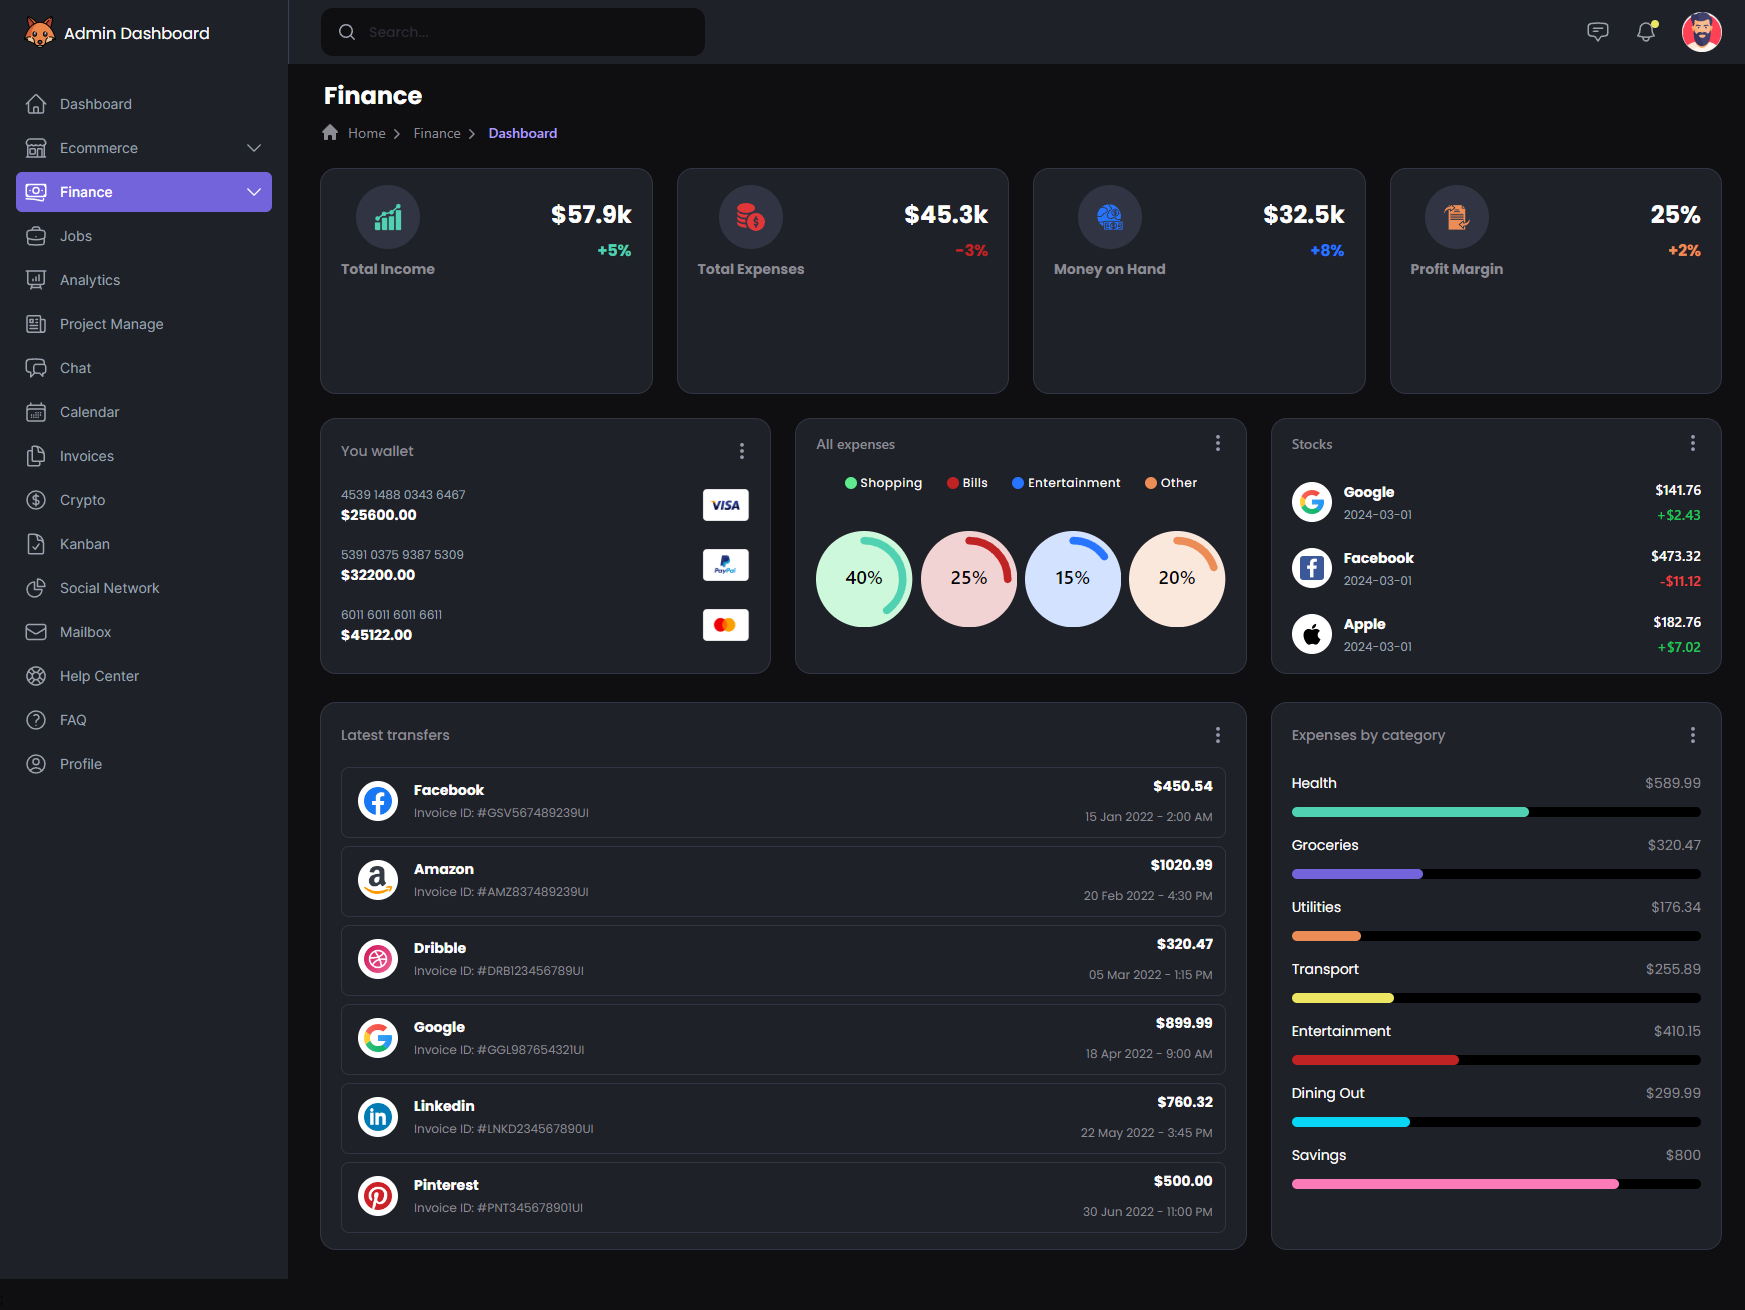 Admin Dashboard
Search...
Dashboard
Ecommerce
Finance
Jobs
Analytics
Project Manage
Chat
Calendar
Invoices
Crypto
Kanban
Social Network
Mailbox
Help Center
FAQ
Profile
Finance
Home Finance Dashboard
$57.9k
+5%
Total Income
$45.3k
-3%
Total Expenses
$32.5k
+8%
Money on Hand
25%
+2%
Profit Margin
You wallet
4539 1488 0343 6467
$25600.00
VISA
5391 0375 9387 5309
$32200.00
PayPal
6011 6011 6011 6611
$45122.00
All expenses
Shopping Bills Entertainment Other
40% 25% 15% 20%
Stocks
Google $141.76
2024-03-01 +$2.43
Facebook $473.32
2024-03-01 -$11.12
Apple $182.76
2024-03-01 +$7.02
Latest transfers
Facebook $450.54
Invoice ID: #GSV567489239UI 15 Jan 2022 - 2:00 AM
Amazon $1020.99
Invoice ID: #AMZ837489239UI 20 Feb 2022 - 4:30 PM
Dribble $320.47
Invoice ID: #DRB123456789UI 05 Mar 2022 - 1:15 PM
Google $899.99
Invoice ID: #GGL987654321UI 18 Apr 2022 - 9:00 AM
Linkedin $760.32
Invoice ID: #LNKD234567890UI 22 May 2022 - 3:45 PM
Pinterest $500.00
Invoice ID: #PNT345678901UI 30 Jun 2022 - 11:00 PM
Expenses by category
Health $589.99
Groceries $320.47
Utilities $176.34
Transport $255.89
Entertainment $410.15
Dining Out $299.99
Savings $800